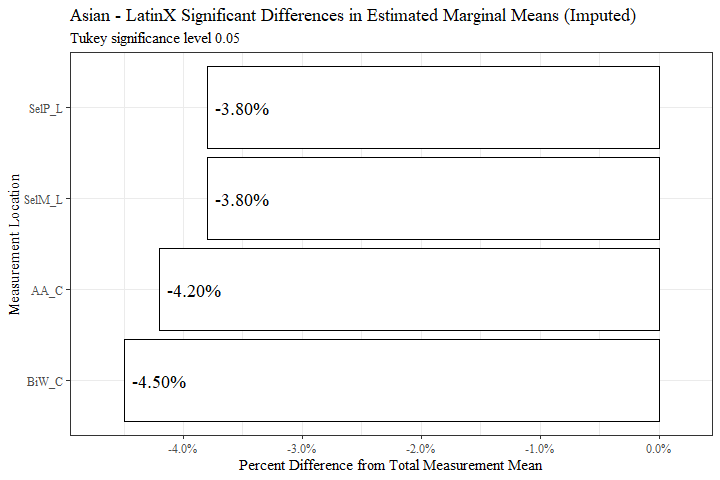 Asian - LatinX Significant Differences in Estimated Marginal Means (Imputed)
Tukey significance level 0.05
Measurement Location
SelP_L
-3.80%
SelM_L
-3.80%
AA_C
-4.20%
BiW_C
-4.50%
-4.0%
-3.0%
-2.0%
-1.0%
0.0%
Percent Difference from Total Measurement Mean